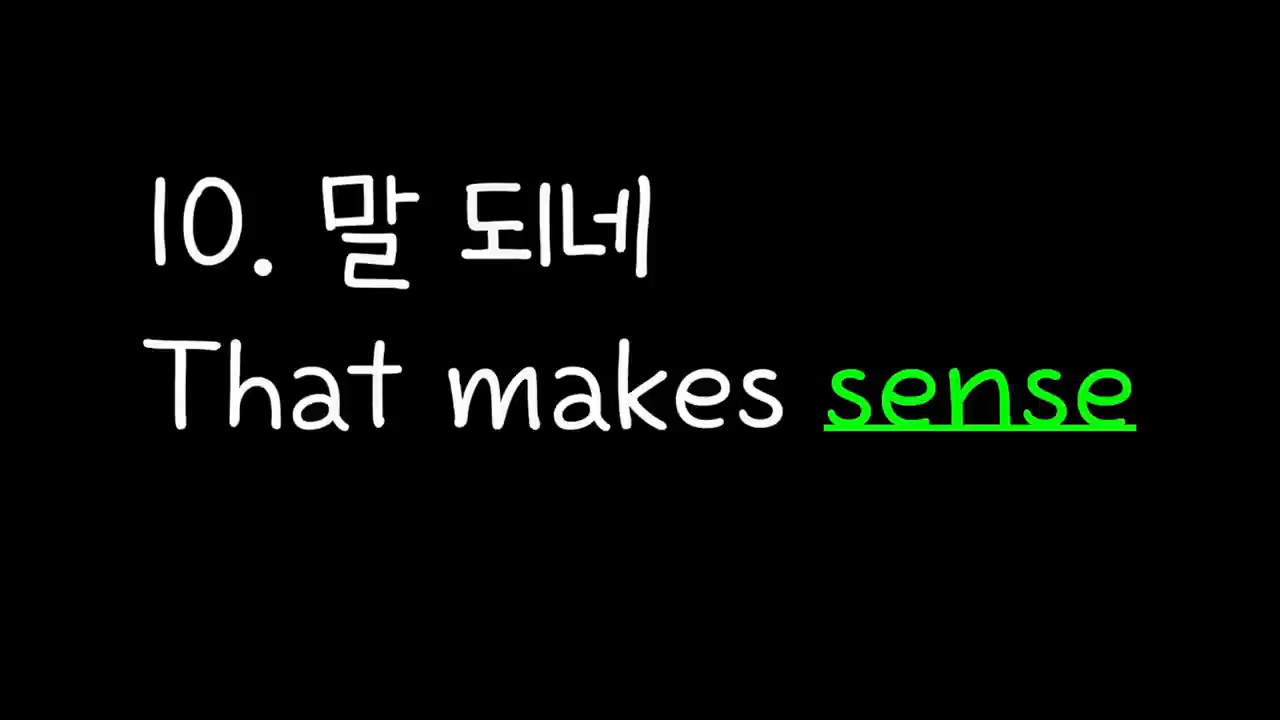 10. 말 되네
That makes sense